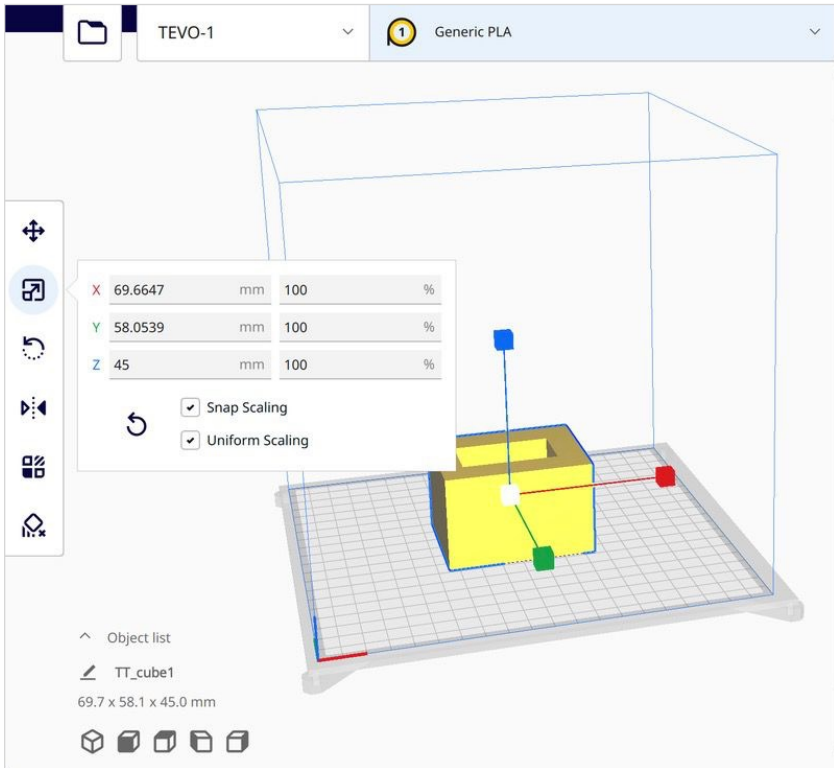 TEVO-1
1 Generic PLA
X 69.6647 mm 100 %
Y 58.0539 mm 100 %
Z 45 mm 100 %
Snap Scaling
Uniform Scaling
Object list
TT_cube1
69.7 x 58.1 x 45.0 mm